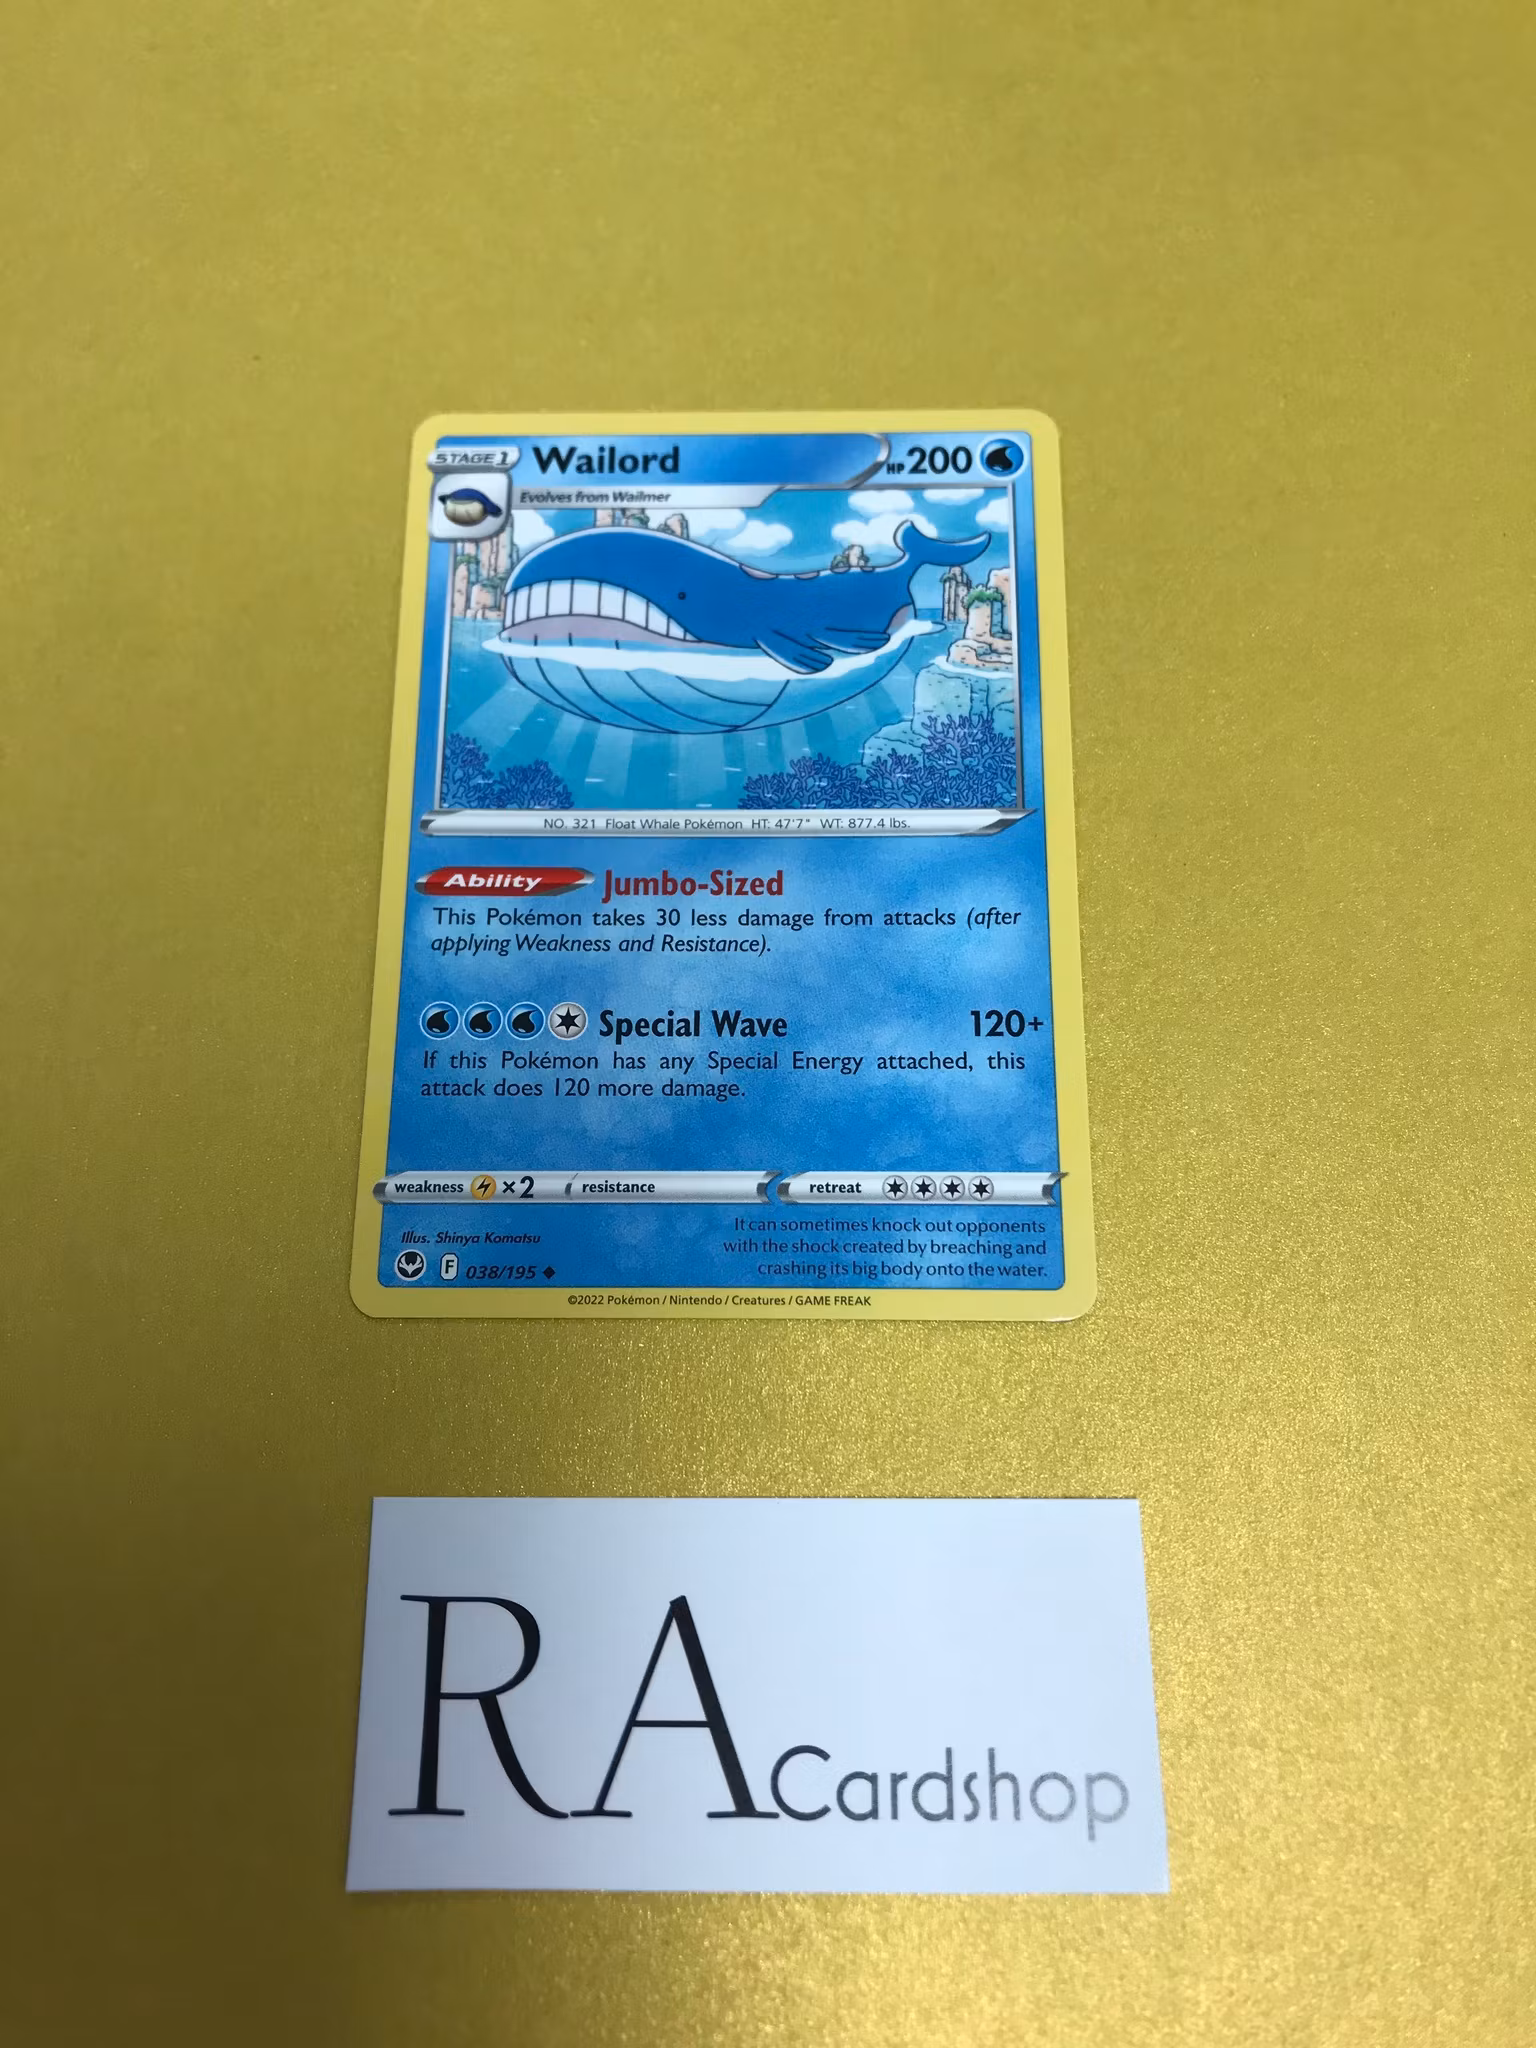 STAGE 1 Wailord HP 200
Evolves from Wailmer
NO. 321 Float Whale Pokémon HT: 47'7" WT: 877.4 lbs.
Ability Jumbo-Sized
This Pokémon takes 30 less damage from attacks (after
applying Weakness and Resistance).
Special Wave 120+
If this Pokémon has any Special Energy attached, this
attack does 120 more damage.
weakness ×2 resistance retreat
Illus. Shinya Komatsu
It can sometimes knock out opponents
with the shock created by breaching and
crashing its big body onto the water.
F 038/195
©2022 Pokémon / Nintendo / Creatures / GAME FREAK
RA Cardshop